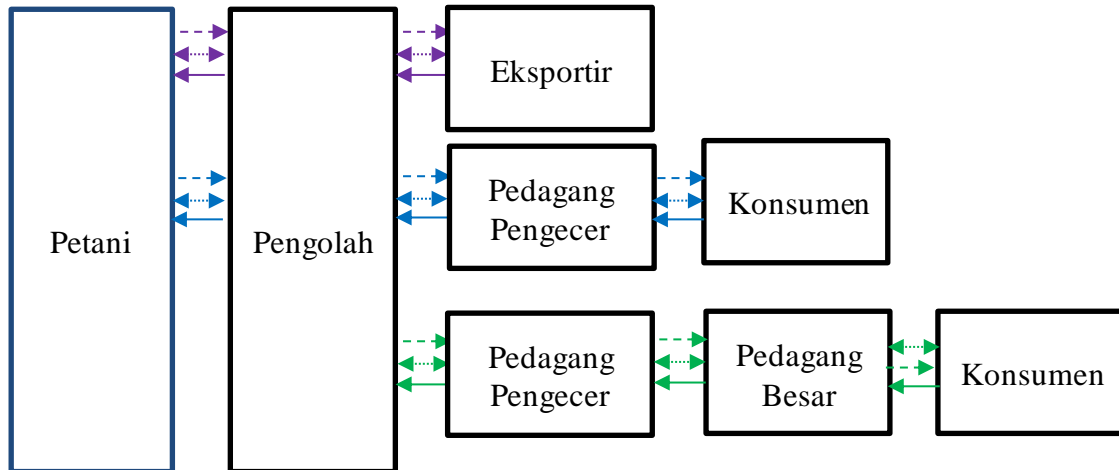 Petani
Pengolah
Eksportir
Pedagang
Pengecer
Konsumen
Pedagang
Pengecer
Pedagang
Besar
Konsumen